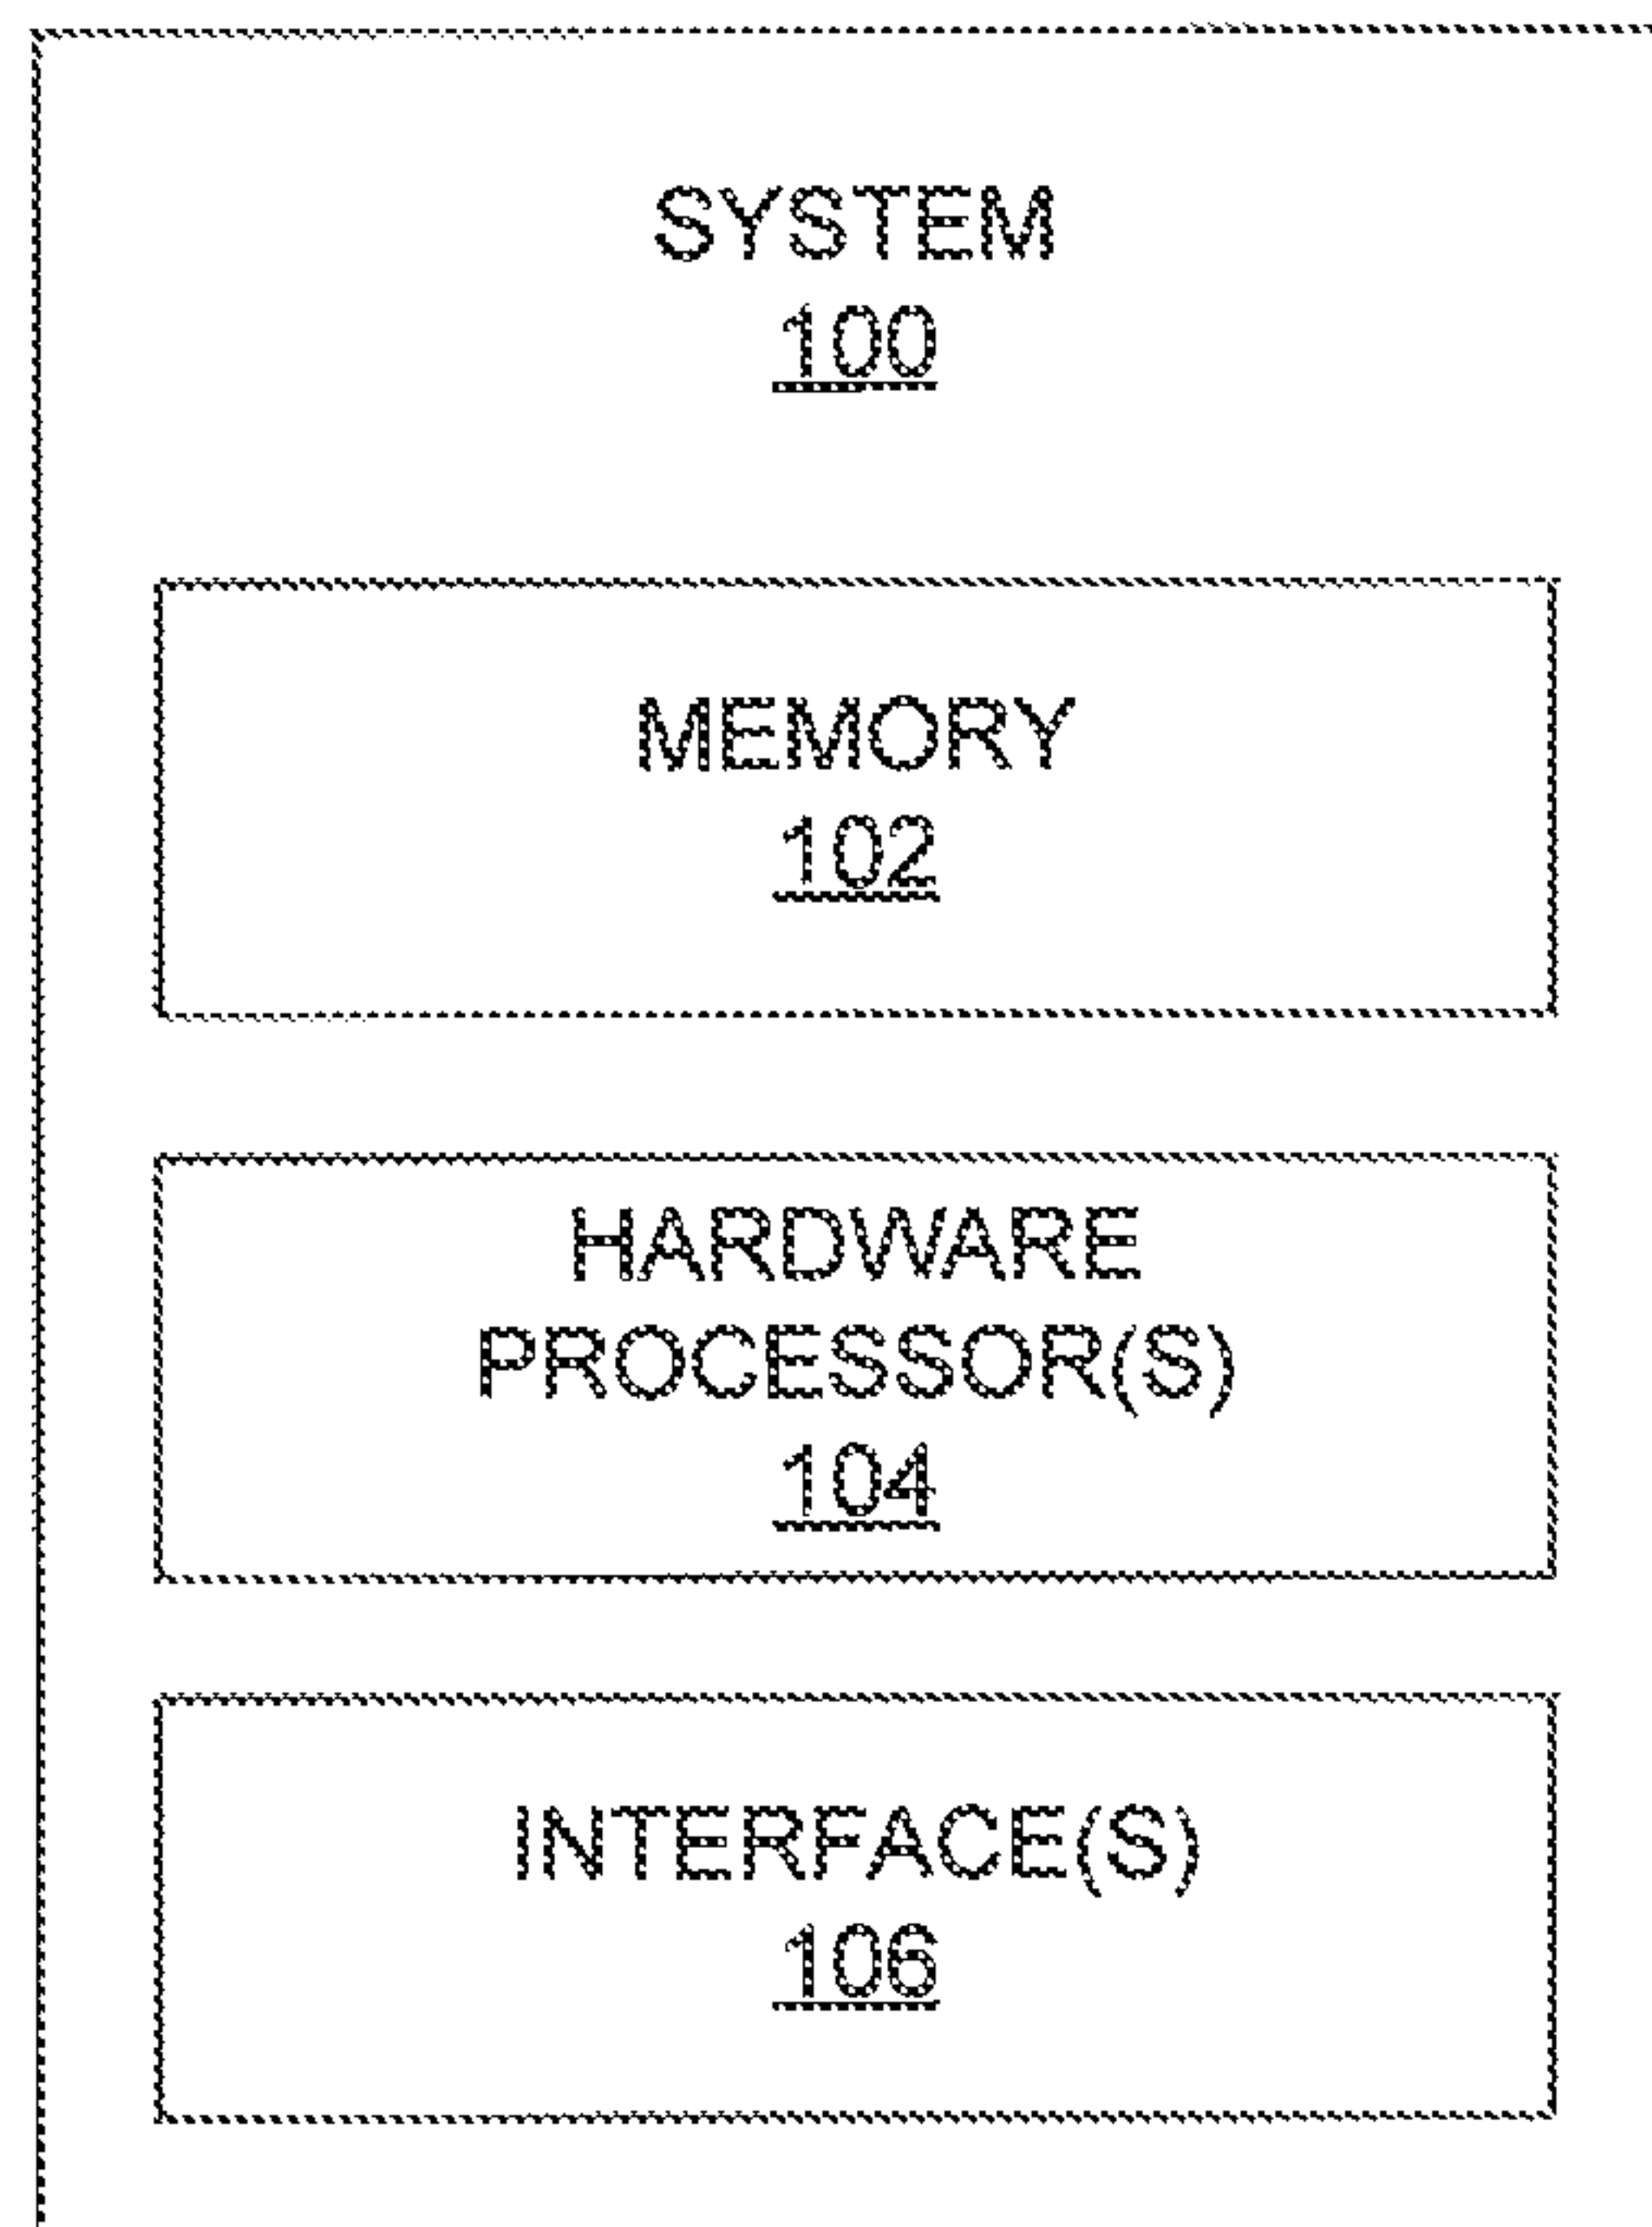 SYSTEM
100
MEMORY
102
HARDWARE
PROCESSOR(S)
104
INTERFACE(S)
106